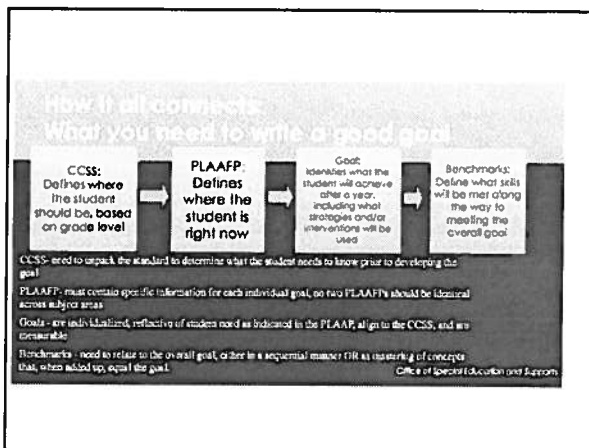 How it all connects:
What you need to write a good goal
CCSS:
Defines where
the student
should be, based
on grade level
PLAAFP:
Defines
where the
student is
right now
Goal:
Identifies what the
student will achieve
after a year,
including what
strategies and/or
interventions will be
used
Benchmarks:
Define what skills
will be met along
the way to
meeting the
overall goal
CCSS- need to unpack the standard to determine what the student needs to know prior to developing the
goal
PLAAFP - must contain specific information for each individual goal, no two PLAAFPs should be identical
across subject areas
Goals - are individualized, reflective of student need as indicated in the PLAAP, align to the CCSS, and are
measurable
Benchmarks - need to relate to the overall goal, either in a sequential manner OR as mastering of concepts
that, when added up, equal the goal.
Office of Special Education and Supports